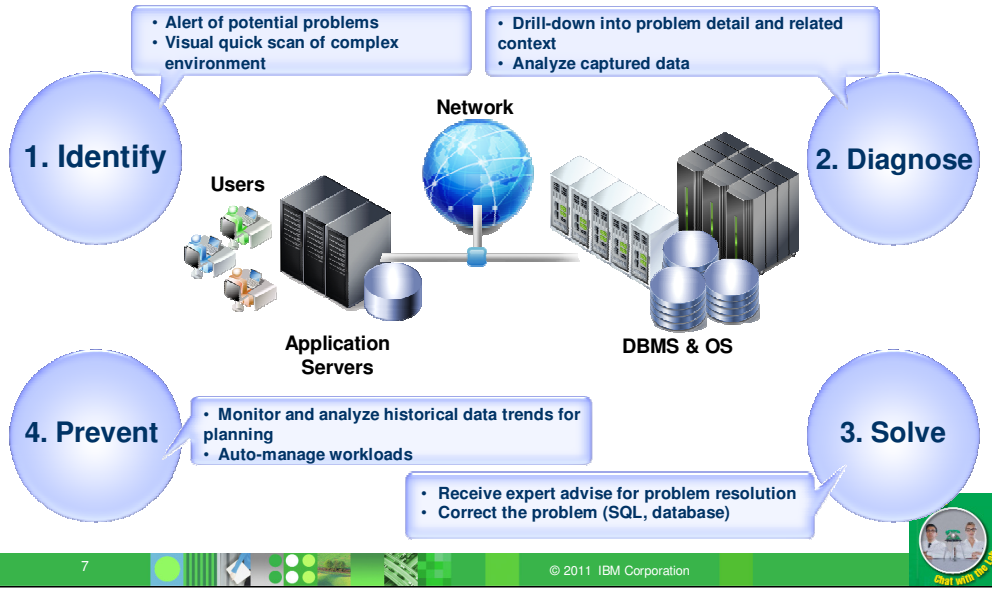 • Alert of potential problems
• Visual quick scan of complex
environment
• Drill-down into problem detail and related
context
• Analyze captured data
1. Identify
2. Diagnose
Network
Users
Application
Servers
DBMS & OS
4. Prevent
• Monitor and analyze historical data trends for
planning
• Auto-manage workloads
3. Solve
• Receive expert advise for problem resolution
• Correct the problem (SQL, database)
7
© 2011 IBM Corporation
Chat with The